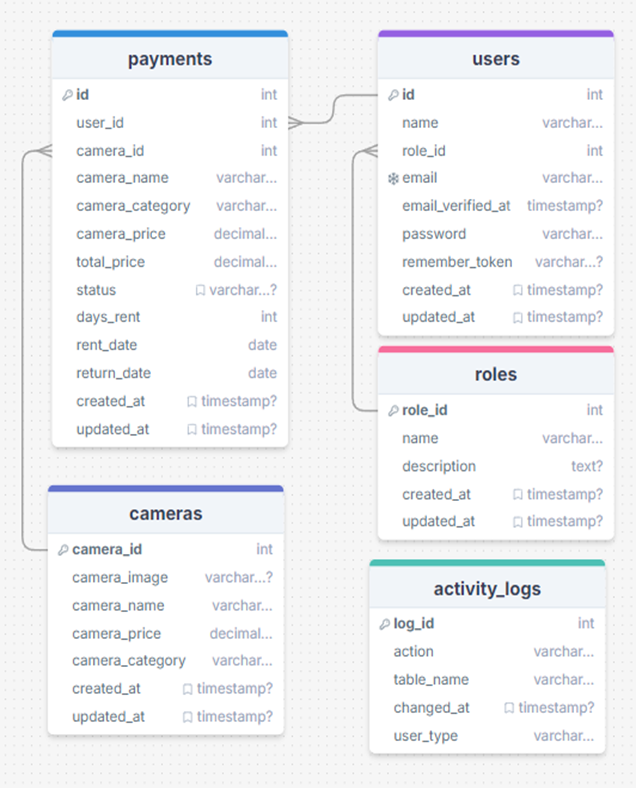 payments
id int
user_id int
camera_id int
camera_name varchar...
camera_category varchar...
camera_price decimal...
total_price decimal...
status varchar...?
days_rent int
rent_date date
return_date date
created_at timestamp?
updated_at timestamp?
users
id int
name varchar...
role_id int
email varchar...
email_verified_at timestamp?
password varchar...
remember_token varchar...?
created_at timestamp?
updated_at timestamp?
roles
role_id int
name varchar...
description text?
created_at timestamp?
updated_at timestamp?
cameras
camera_id int
camera_image varchar...?
camera_name varchar...
camera_price decimal...
camera_category varchar...
created_at timestamp?
updated_at timestamp?
activity_logs
log_id int
action varchar...
table_name varchar...
changed_at timestamp?
user_type varchar...